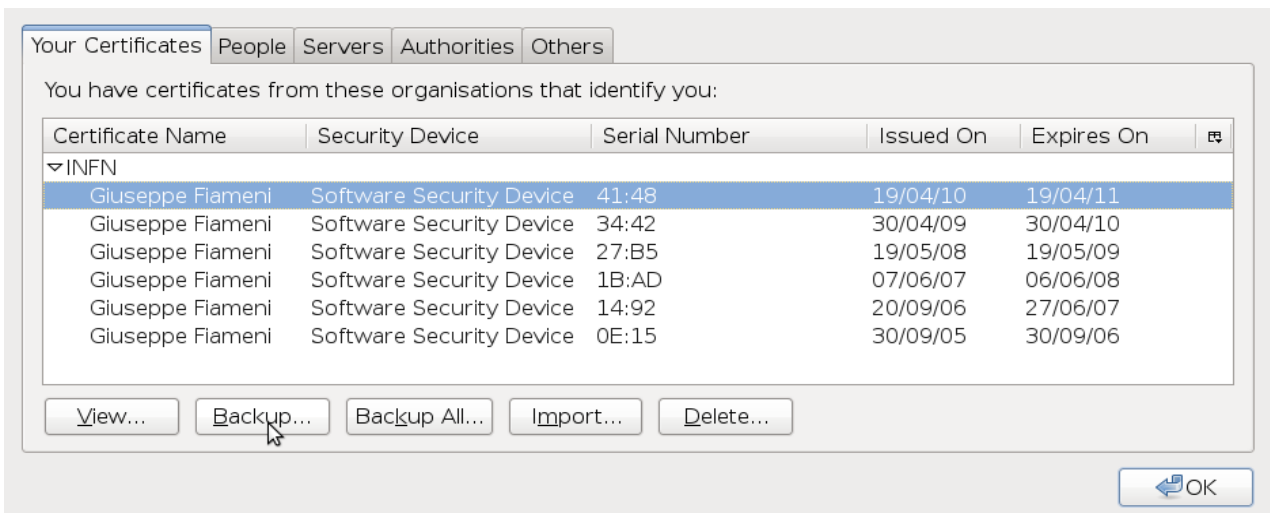 Your Certificates People Servers Authorities Others
You have certificates from these organisations that identify you:
Certificate Name Security Device Serial Number Issued On Expires On
INFN
Giuseppe Fiameni Software Security Device 41:48 19/04/10 19/04/11
Giuseppe Fiameni Software Security Device 34:42 30/04/09 30/04/10
Giuseppe Fiameni Software Security Device 27:B5 19/05/08 19/05/09
Giuseppe Fiameni Software Security Device 1B:AD 07/06/07 06/06/08
Giuseppe Fiameni Software Security Device 14:92 20/09/06 27/06/07
Giuseppe Fiameni Software Security Device 0E:15 30/09/05 30/09/06
View... Backup... Backup All... Import... Delete...
OK